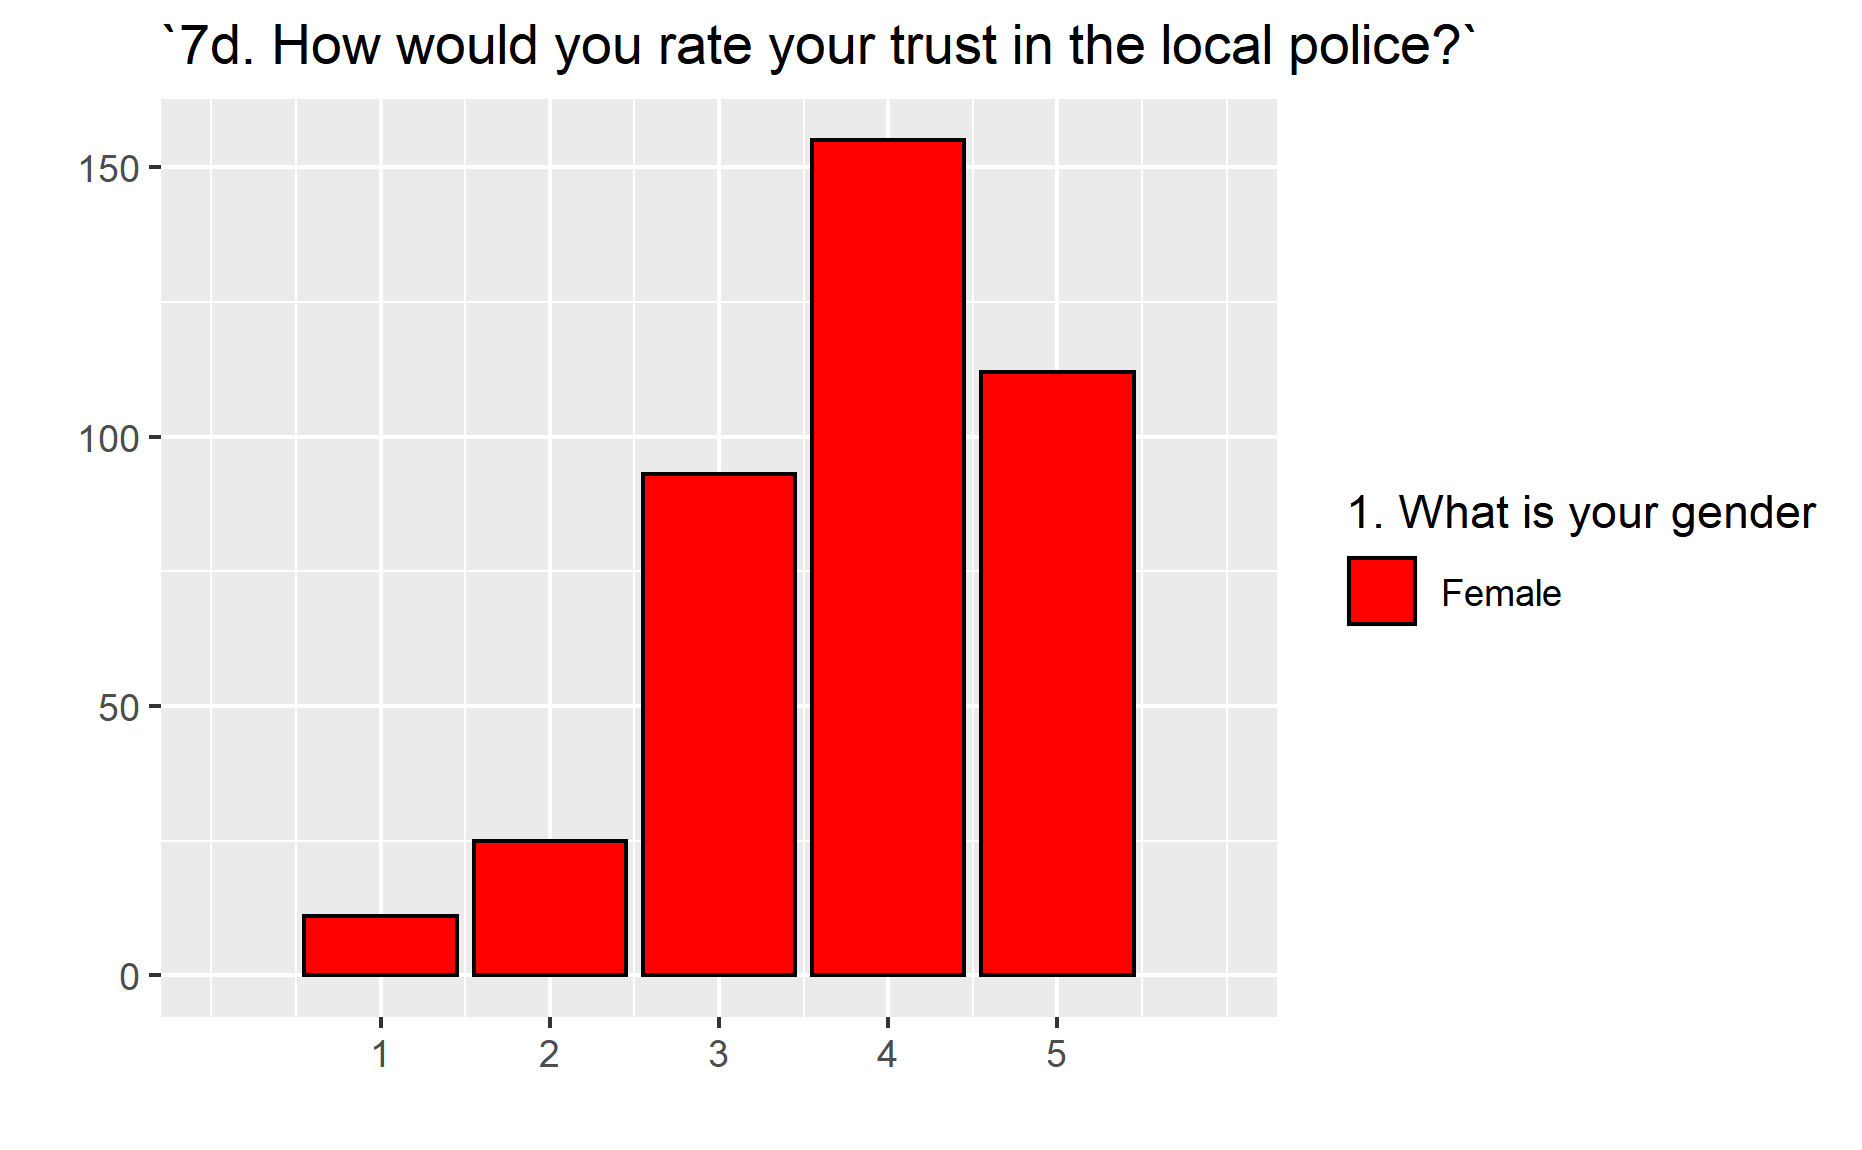 `7d. How would you rate your trust in the local police?`
150
100
50
0
1 2 3 4 5
1. What is your gender
Female